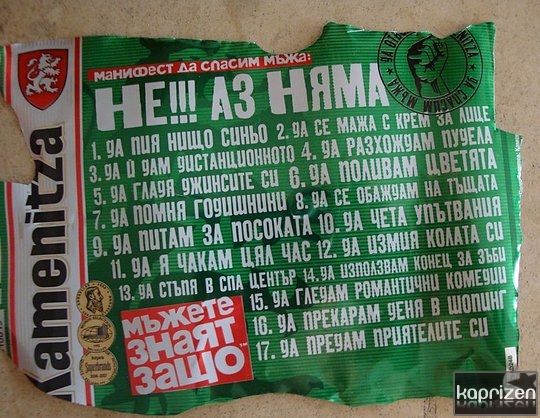 Kamenitza
МАНИФЕСТ ДА СПАСИМ МЪЖА:
НЕ!!! АЗ НЯМА
1. ДА ПИЯ НИЩО СИНЬО 2. ДА СЕ МАЖА С КРЕМ ЗА ЛИЦЕ
3. ДА Й ДАМ ДИСТАНЦИОННОТО 4. ДА РАЗХОЖДАМ ПУДЕЛА
5. ДА ГЛАДЯ ДЖИНСИТЕ СИ 6. ДА ПОЛИВАМ ЦВЕТЯТА
7. ДА ПОМНЯ ГОДИШНИНИ 8. ДА СЕ ОБАЖДАМ НА ТЪЩАТА
9. ДА ПИТАМ ЗА ПОСОКАТА 10. ДА ЧЕТА УПЪТВАНИЯ
11. ДА Я ЧАКАМ ЦЯЛ ЧАС 12. ДА ИЗМИЯ КОЛАТА СИ
13. ДА СТЪПЯ В СПА ЦЕНТЪР 14. ДА ИЗПОЛЗВАМ КОНЕЦ ЗА ЗЪБИ
15. ДА ГЛЕДАМ РОМАНТИЧНИ КОМЕДИИ
16. ДА ПРЕКАРАМ ДЕНЯ В ШОПИНГ
17. ДА ПРЕДАМ ПРИЯТЕЛИТЕ СИ
МЪЖЕТЕ
ЗНАЯТ
ЗАЩО
ДА СПАСИМ МЪЖА
Superbrands
kaprizen